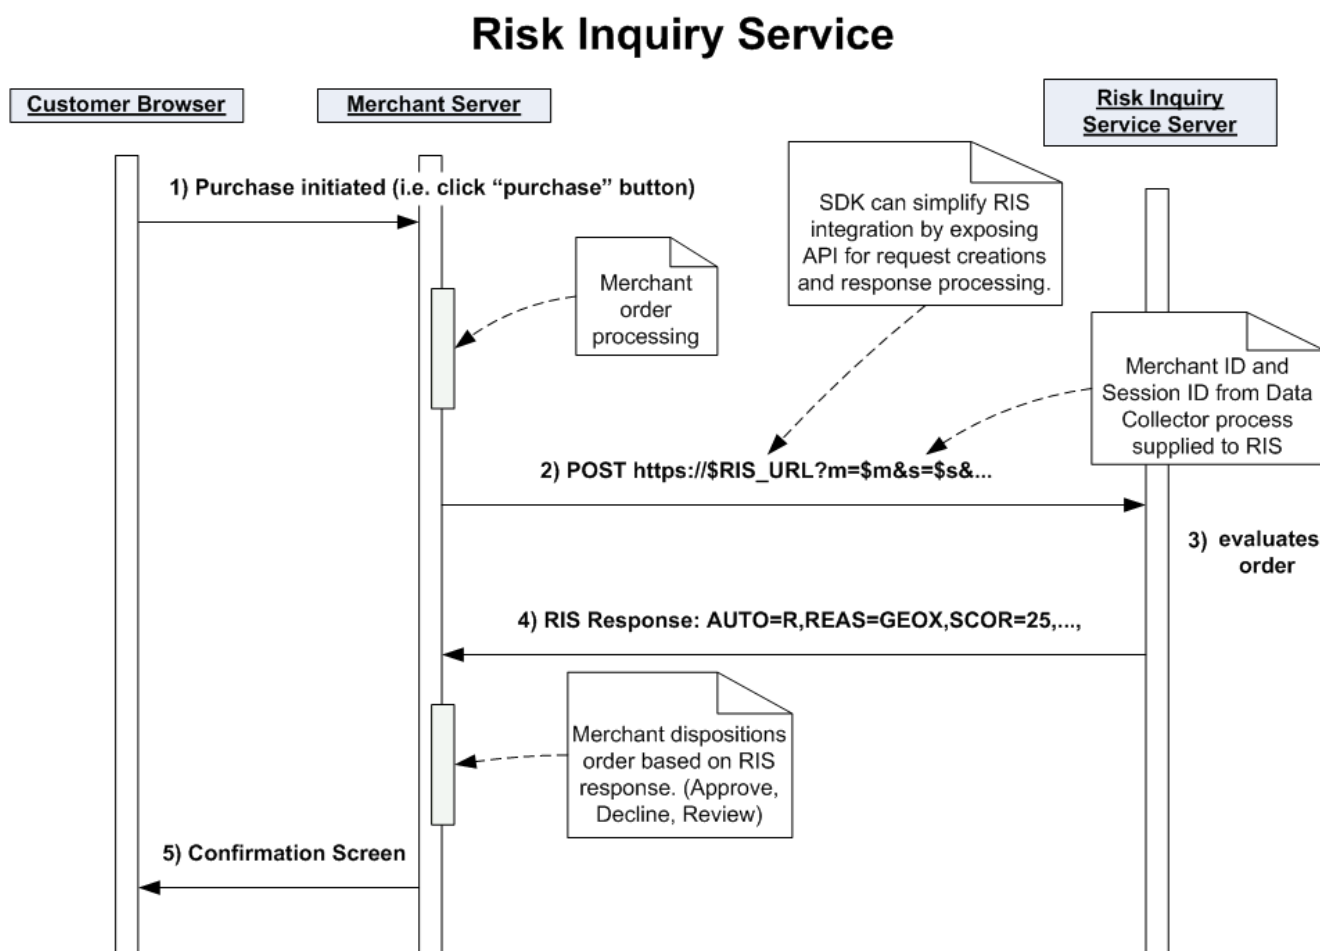 Risk Inquiry Service
Customer Browser
Merchant Server
Risk Inquiry
Service Server
1) Purchase initiated (i.e. click “purchase” button)
SDK can simplify RIS
integration by exposing
API for request creations
and response processing.
Merchant
order
processing
Merchant ID and
Session ID from Data
Collector process
supplied to RIS
2) POST https://$RIS_URL?m=$m&s=$s&...
3) evaluates
order
4) RIS Response: AUTO=R,REAS=GEOX,SCOR=25,...,
Merchant dispositions
order based on RIS
response. (Approve,
Decline, Review)
5) Confirmation Screen